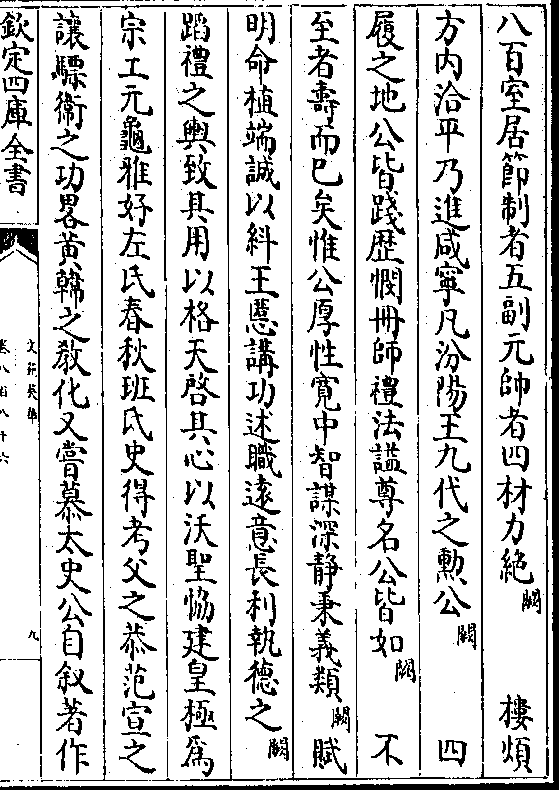 八百室居節制者五副元帥者四材力絶闕樓煩
方内洽平乃進咸寧凡汾陽王九代之勲公闕四
履之地公皆踐歴憫冊師禮法諡尊名公皆如闕不
至者壽而已矣惟公厚性寛中智謀深靜秉義類闕賦
明命植端誠以糾王慝講功述職遠意長利執德之闕
蹈禮之輿致其用以格天啓其心以沃聖恊建皇極為
宗工元龜雅好左氏春秋班氏史得考父之恭范宣之
讓驃衛之功畧黄韓之敎化又嘗慕太史公自叙著作
欽定四庫全書
文苑英華
卷八百八十六
九